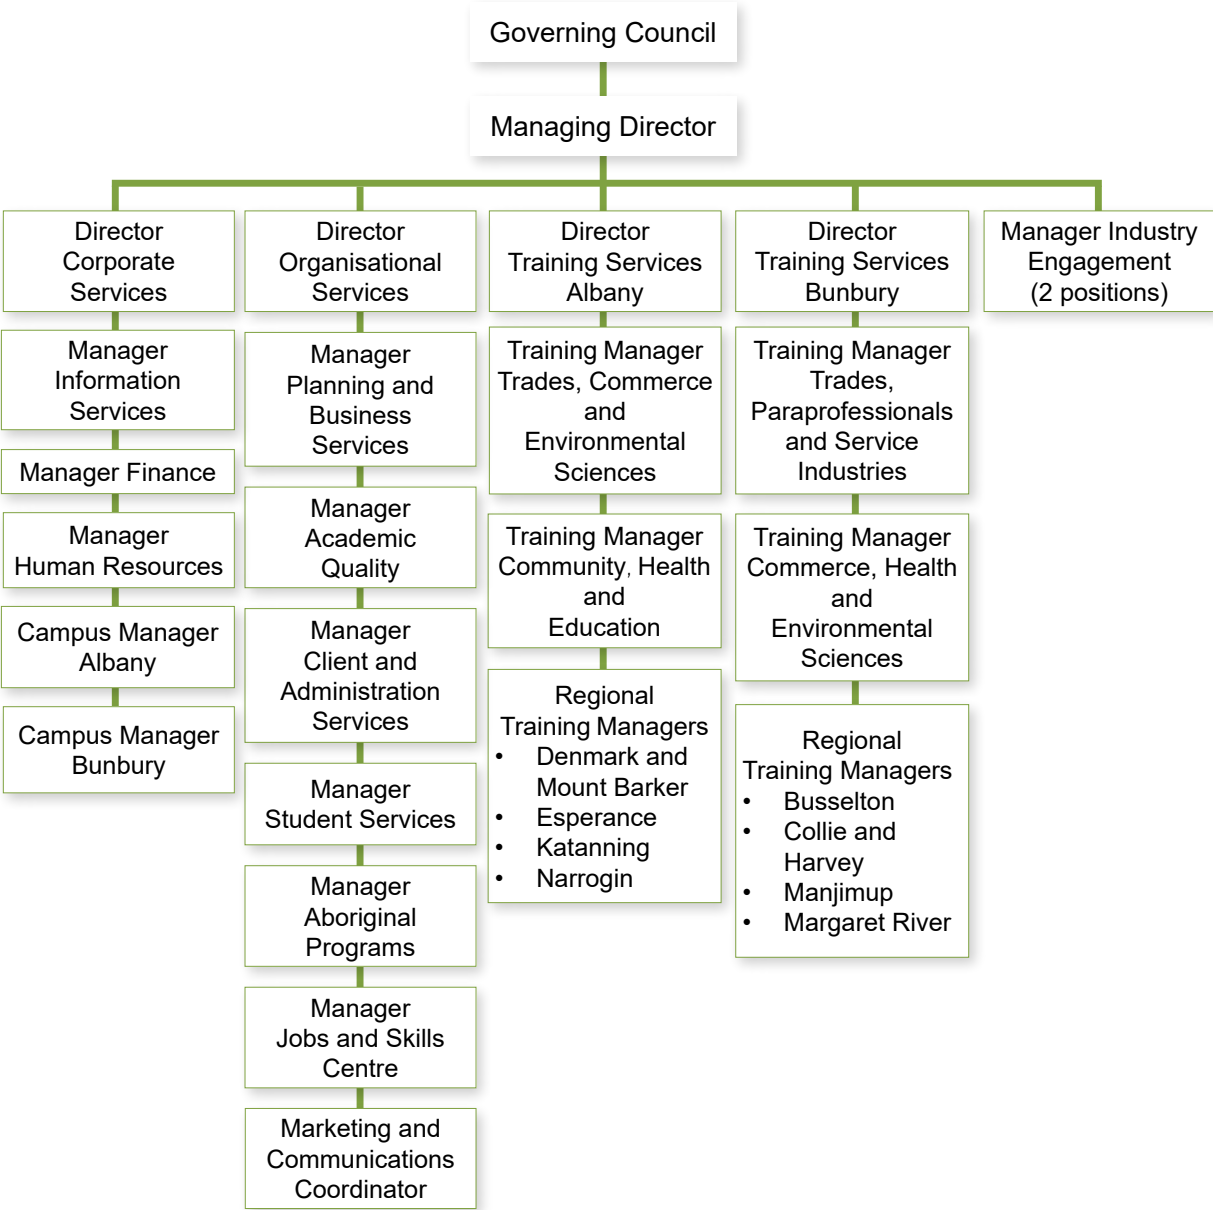 Governing Council
Managing Director
Director
Corporate
Services
Manager
Information
Services
Manager Finance
Manager
Human Resources
Campus Manager
Albany
Campus Manager
Bunbury
Director
Organisational
Services
Manager
Planning and
Business
Services
Manager
Academic
Quality
Manager
Client and
Administration
Services
Manager
Student Services
Manager
Aboriginal
Programs
Manager
Jobs and Skills
Centre
Marketing and
Communications
Coordinator
Director
Training Services
Albany
Training Manager
Trades, Commerce
and
Environmental
Sciences
Training Manager
Community, Health
and
Education
Regional
Training Managers
• Denmark and
Mount Barker
• Esperance
• Katanning
• Narrogin
Director
Training Services
Bunbury
Training Manager
Trades,
Paraprofessionals
and Service
Industries
Training Manager
Commerce, Health
and
Environmental
Sciences
Regional
Training Managers
• Busselton
• Collie and
Harvey
• Manjimup
• Margaret River
Manager Industry
Engagement
(2 positions)